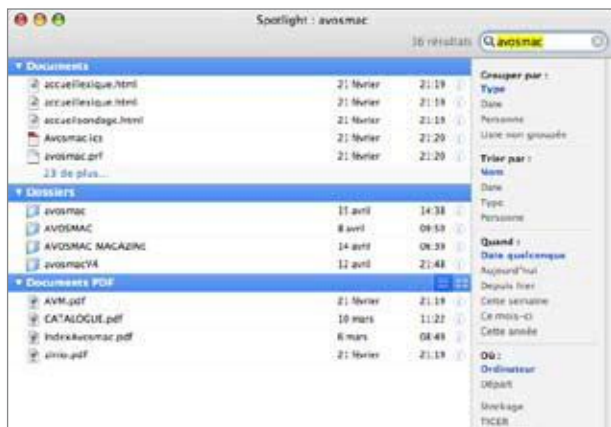 Spotlight : avosmac
36 résultats
avosmac
Documents
accueillexique.html 21 février 21:19
accueillexique.html 21 février 21:19
accueilsondage.html 21 février 21:19
Avosmac.ics 21 février 21:20
avosmac.prf 21 février 21:20
23 de plus...
Dossiers
avosmac 15 avril 14:38
AVOSMAC 8 avril 09:50
AVOSMAC MAGAZINE 14 avril 06:39
avosmacV4 12 avril 21:48
Documents PDF
AVM.pdf 21 février 21:19
CATALOGUE.pdf 10 mars 11:22
IndexAvosmac.pdf 6 mars 08:49
21 février 21:19
Grouper par :
Type
Date
Personne
Liste non groupée
Trier par :
Nom
Date
Type
Personne
Quand :
Date quelconque
Aujourd'hui
Depuis hier
Cette semaine
Ce mois-ci
Cette année
Où :
Ordinateur
Départ
Stockage
TIGER